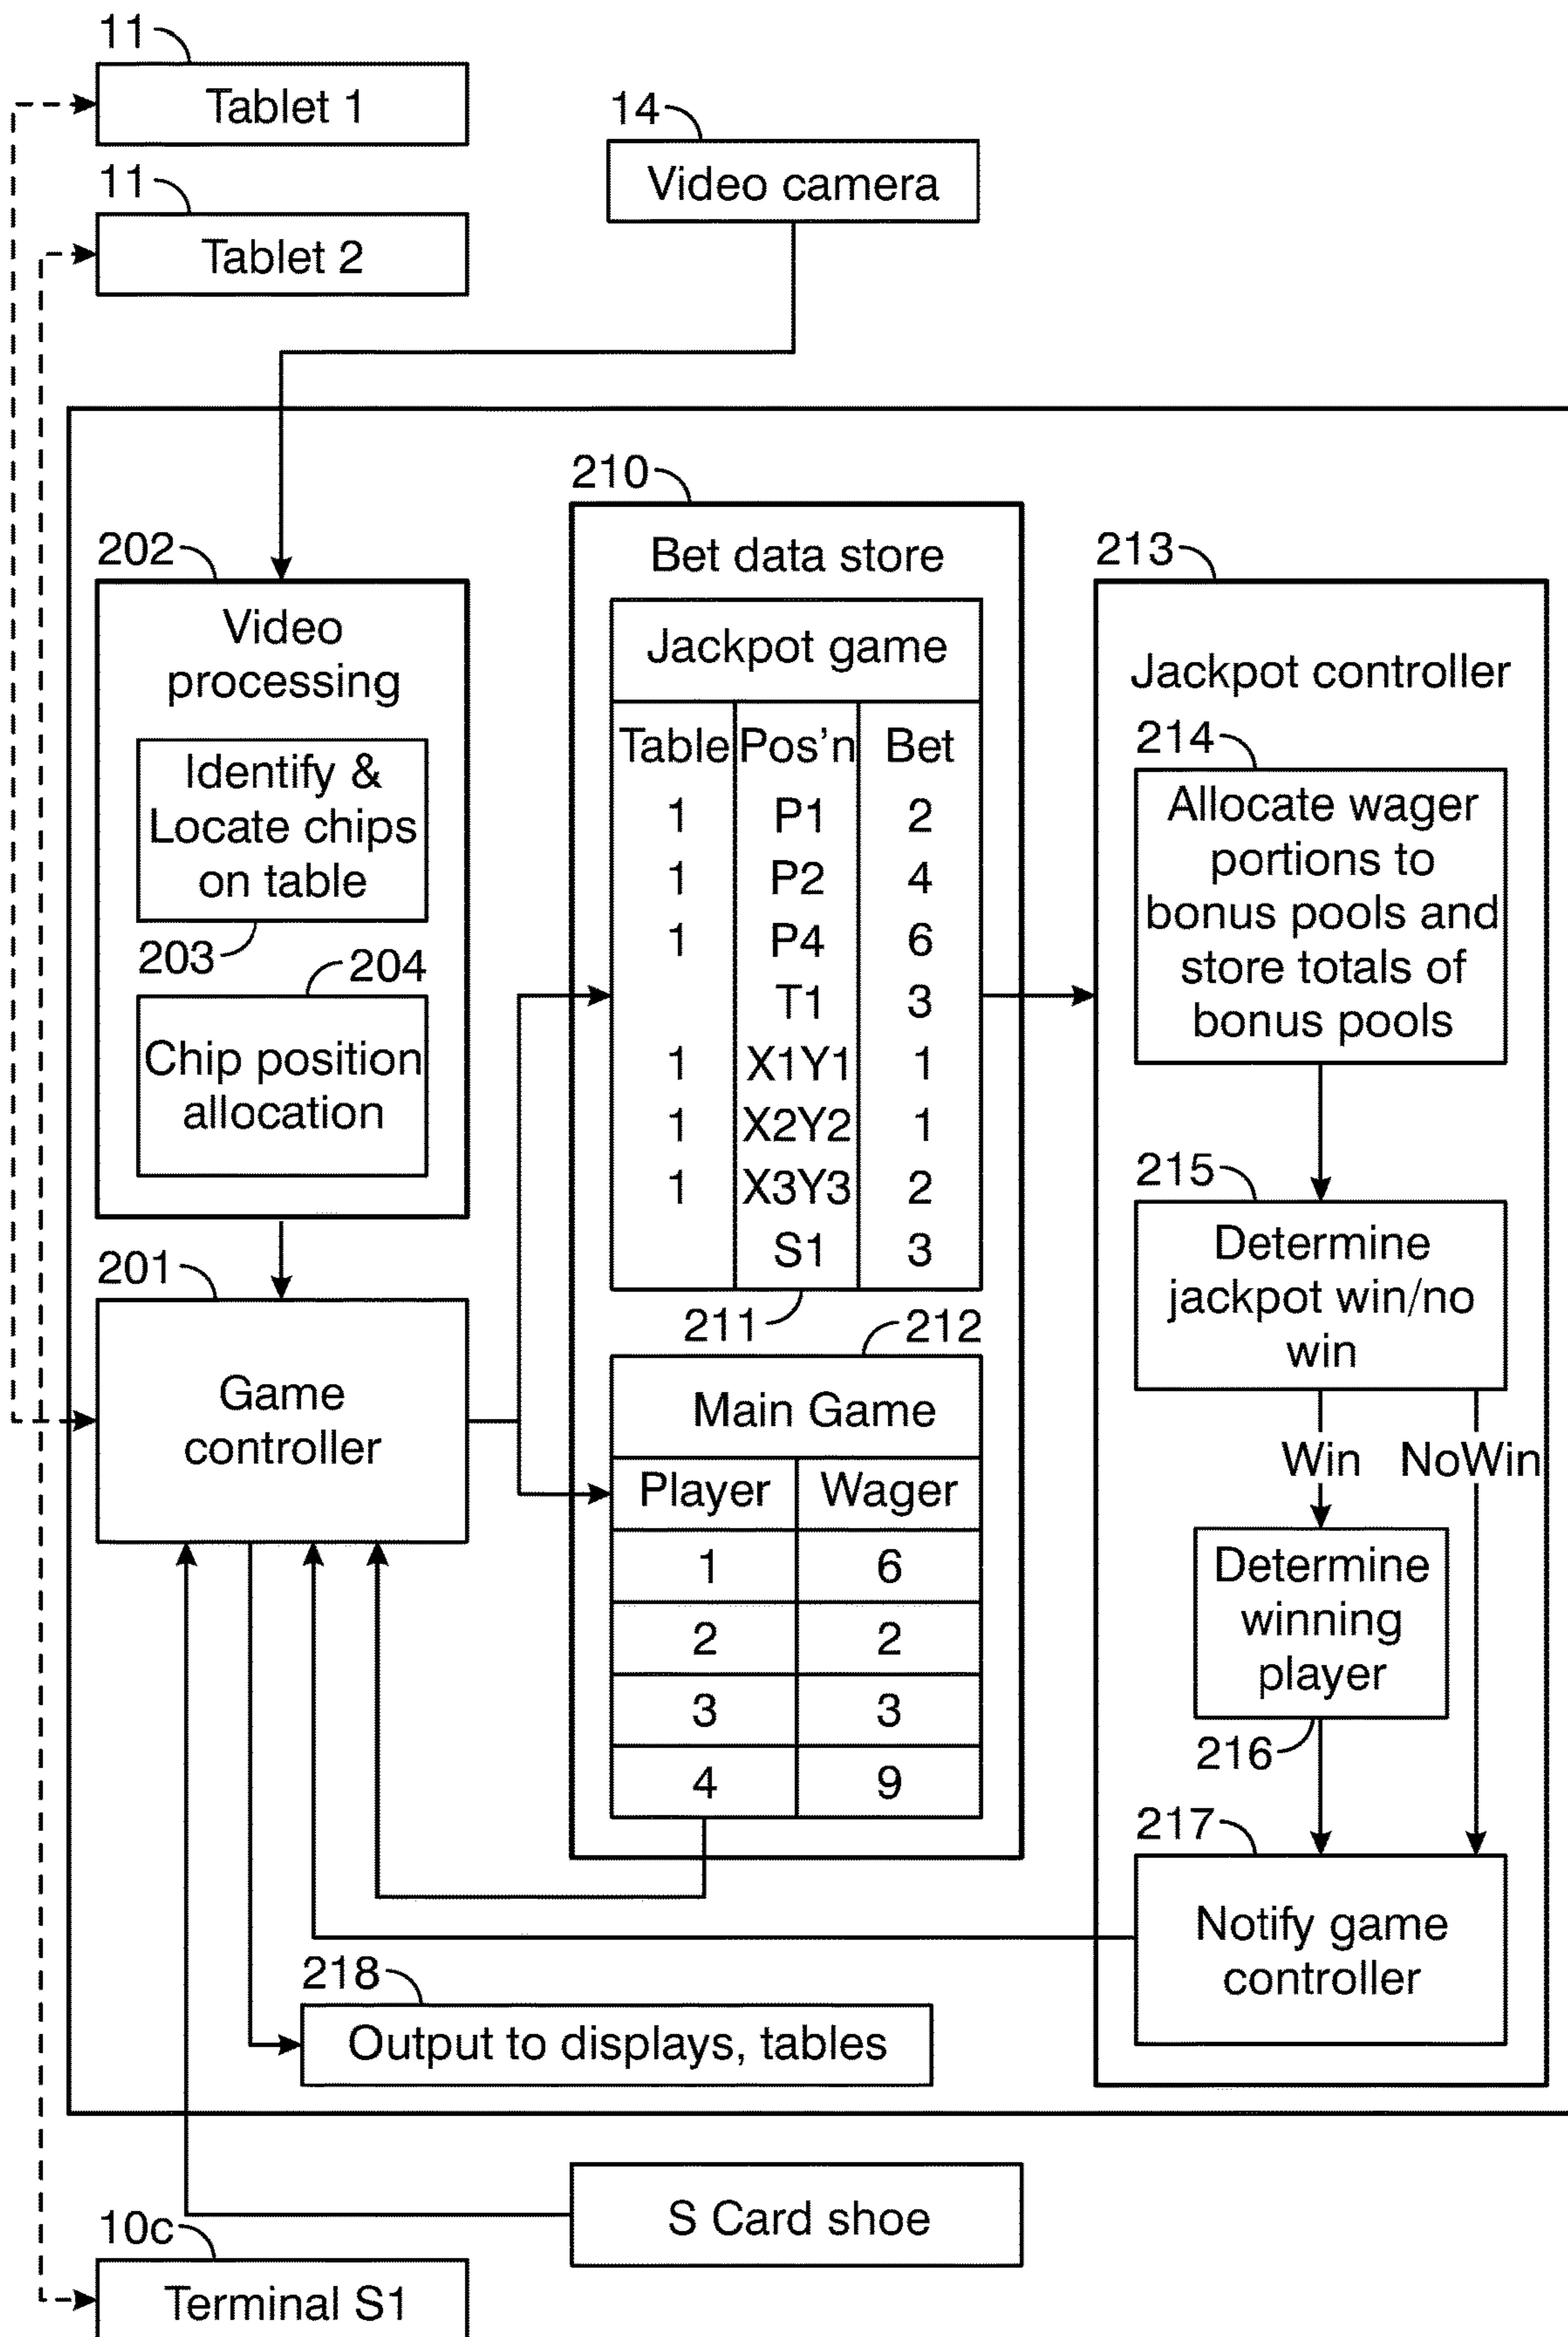 11
Tablet 1
11
Tablet 2
14
Video camera
202
Video
processing
Identify &
Locate chips
on table
203
204
Chip position
allocation
201
Game
controller
210
Bet data store
Jackpot game
Table Pos'n Bet
1 P1 2
1 P2 4
1 P4 6
T1 3
1 X1Y1 1
1 X2Y2 1
1 X3Y3 2
S1 3
211
212
Main Game
Player Wager
1 6
2 2
3 3
4 9
213
Jackpot controller
214
Allocate wager
portions to
bonus pools and
store totals of
bonus pools
215
Determine
jackpot win/no
win
Win NoWin
Determine
winning
player
216
217
Notify game
controller
218
Output to displays, tables
S Card shoe
10c
Terminal S1